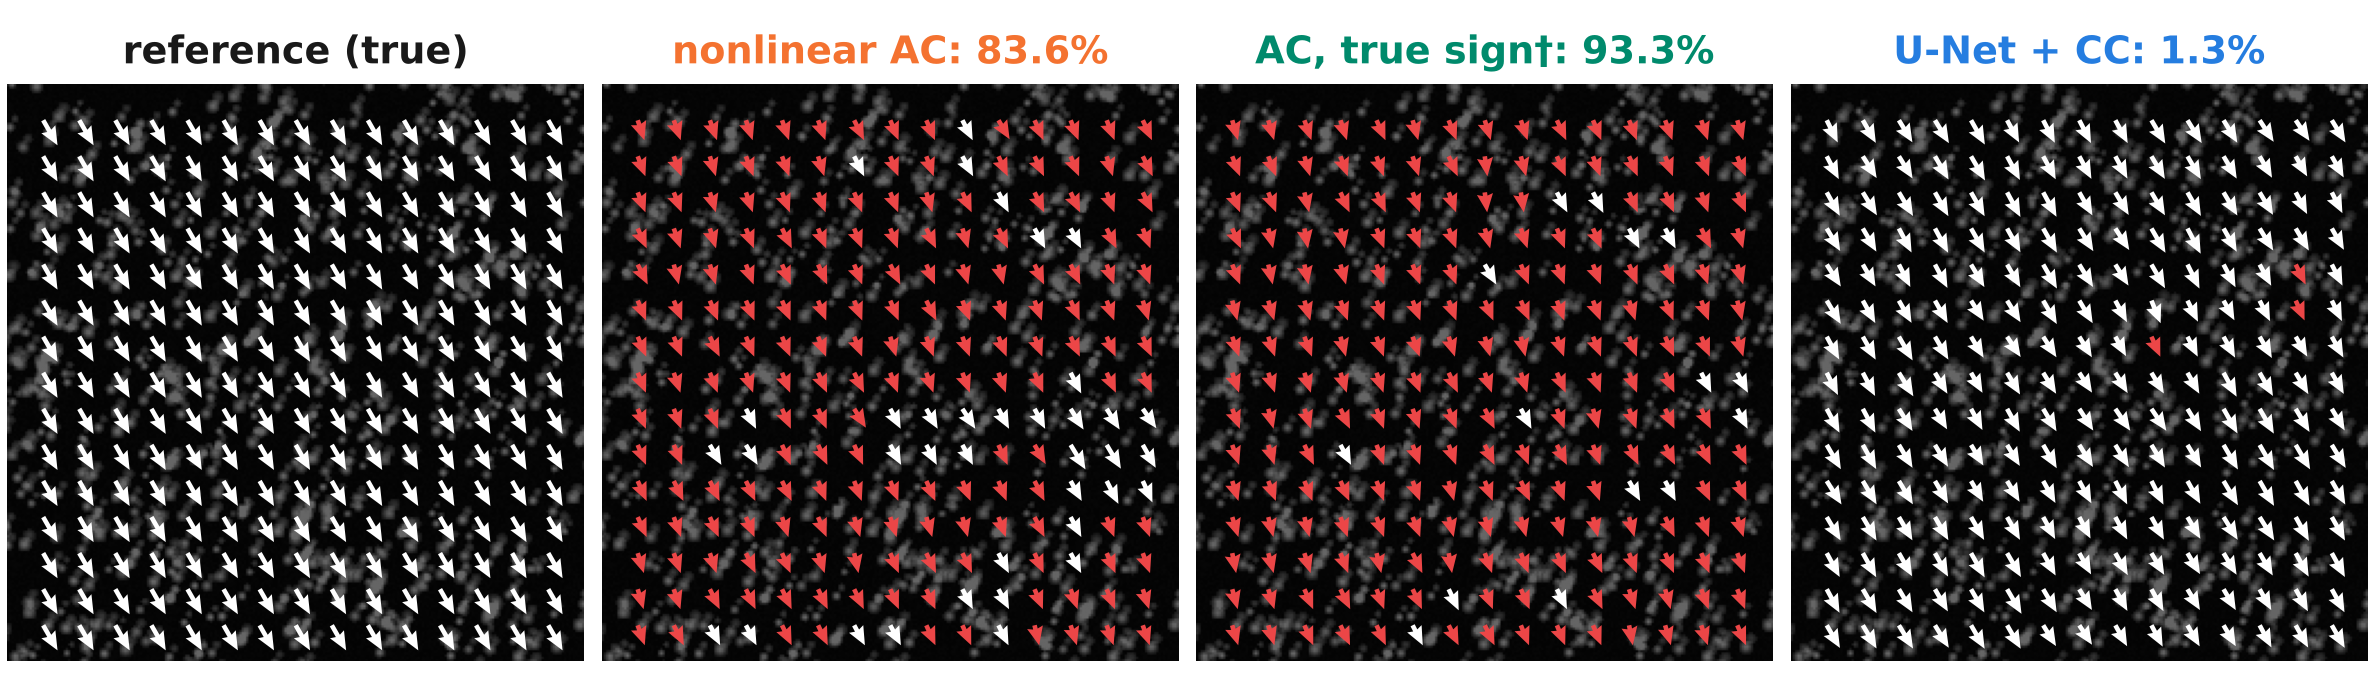 reference (true)
nonlinear AC: 83.6%
AC, true sign†: 93.3%
U-Net + CC: 1.3%